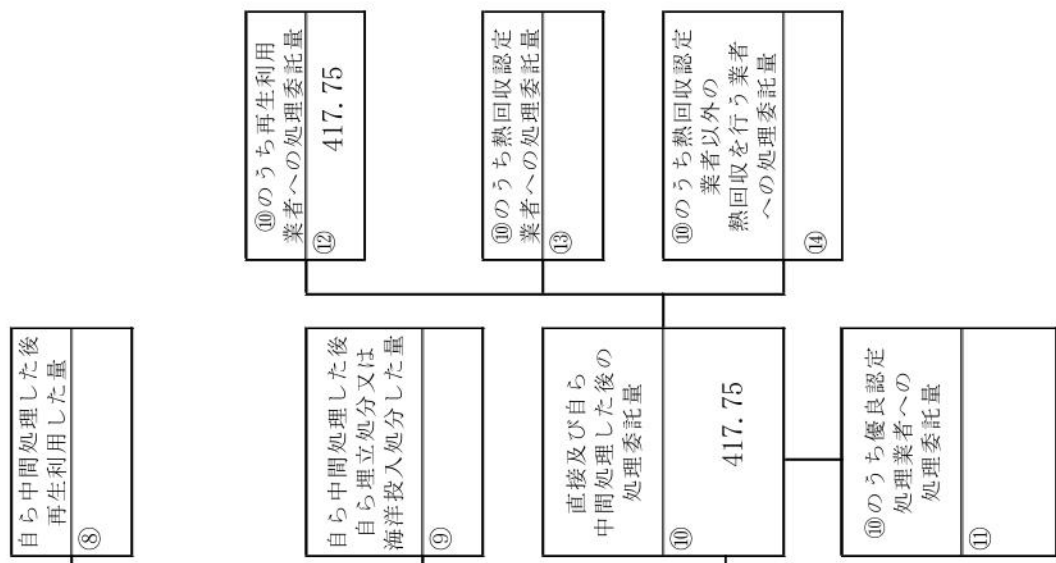 自ら中間処理した後
再生利用した量
⑧
自ら中間処理した後
自ら埋立処分又は
海洋投入処分した量
⑨
直接及び自ら
中間処理した後の
処理委託量
⑩
417.75
⑩のうち優良認定
処理業者への
処理委託量
⑪
⑩のうち再生利用
業者への処理委託量
⑫
417.75
⑩のうち熱回収認定
業者への処理委託量
⑬
⑩のうち熱回収認定
業者以外の
熱回収を行う業者
への処理委託量
⑭